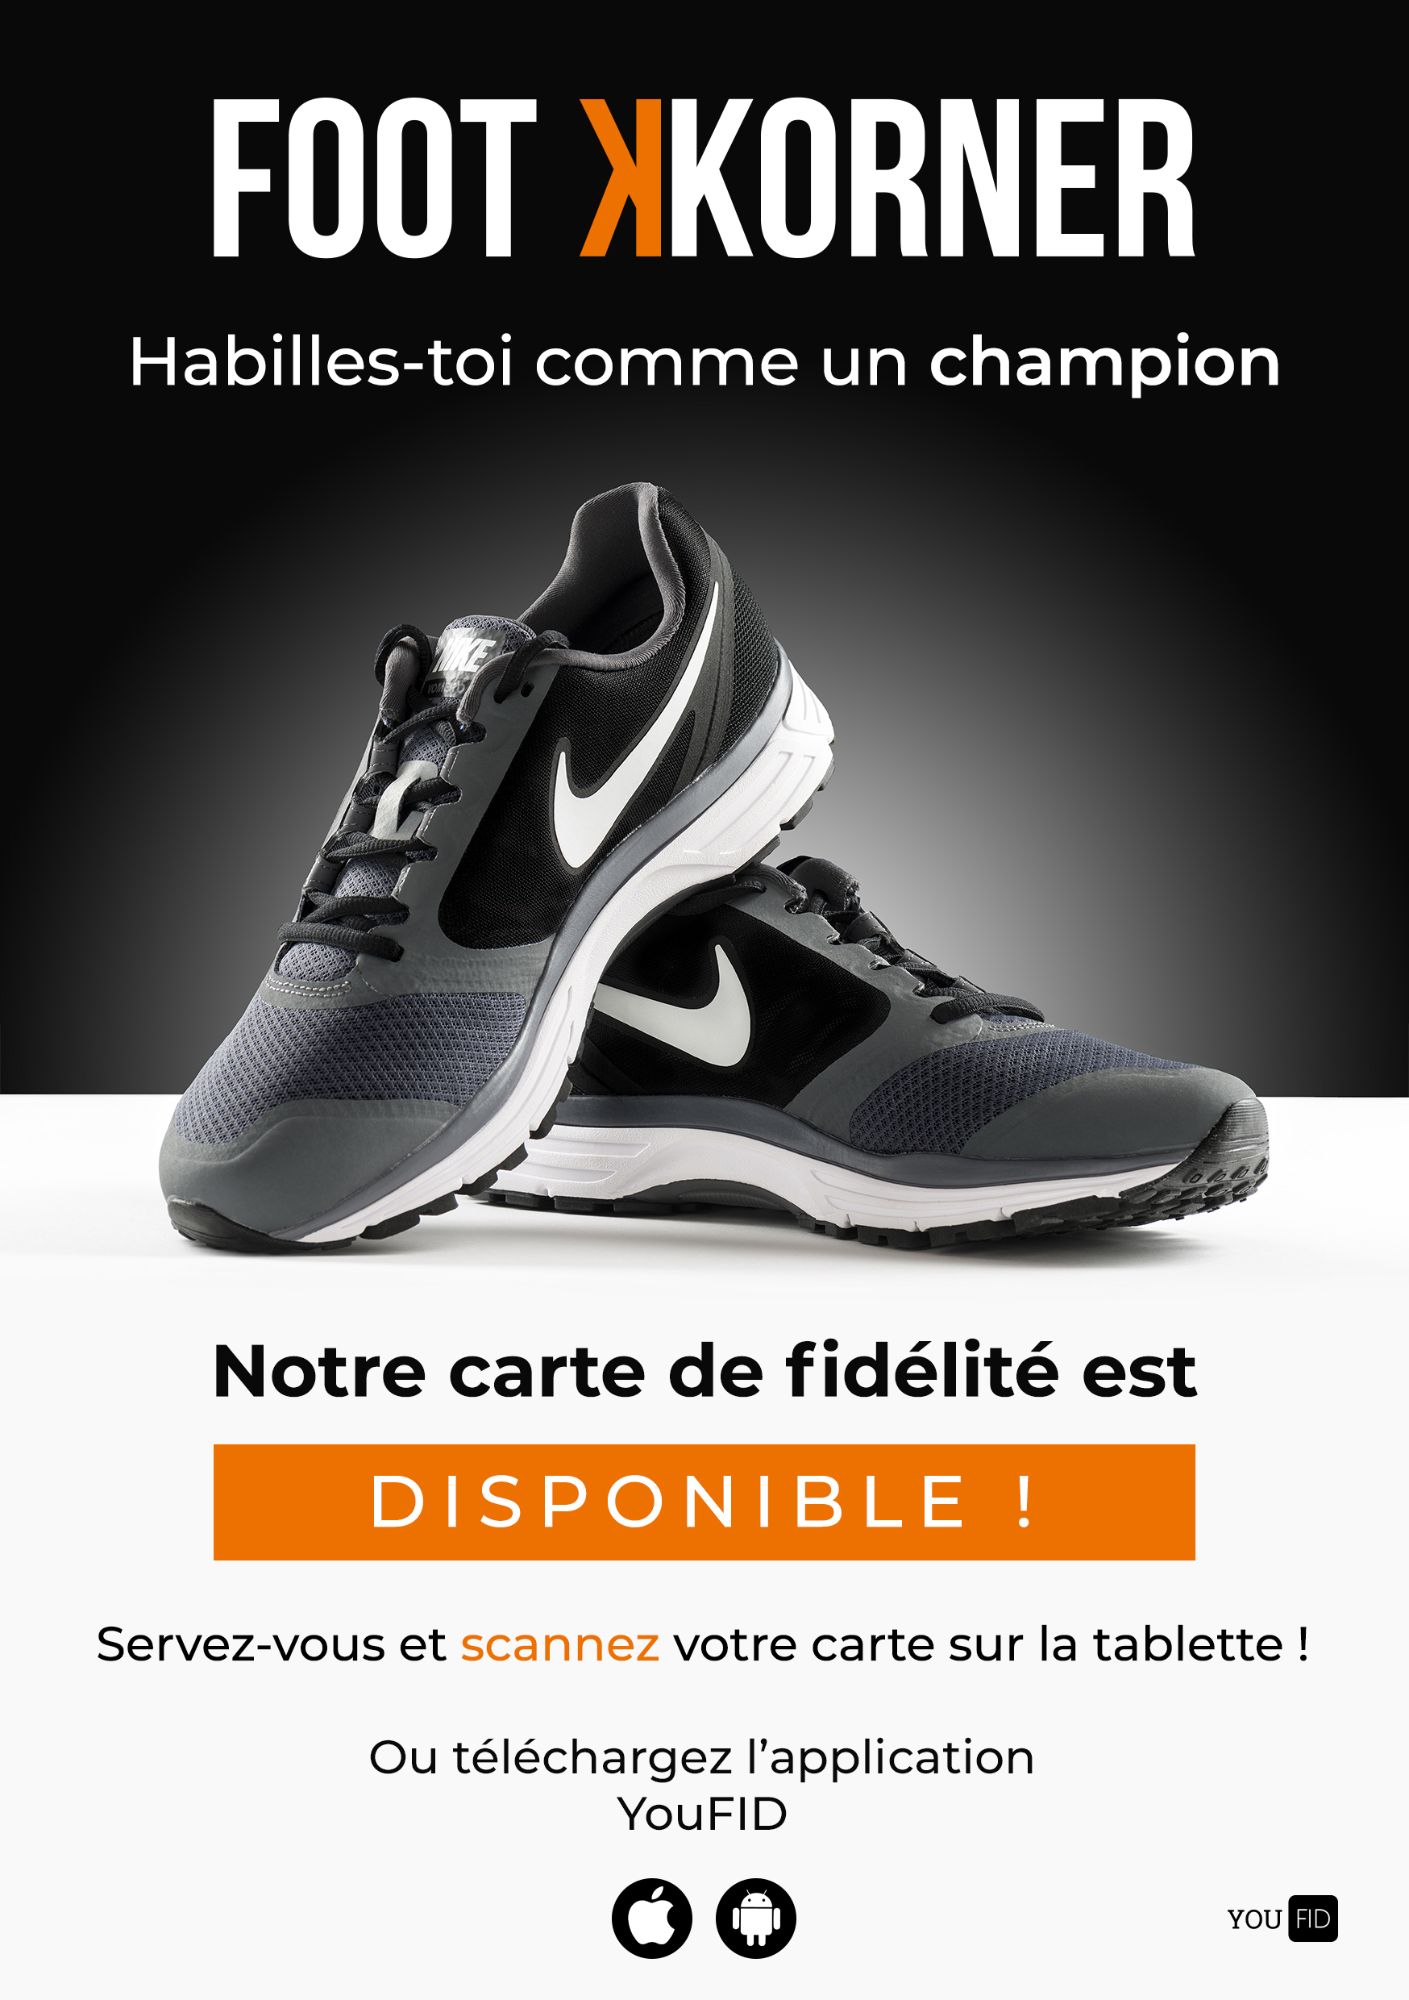 FOOT KKORNER
Habilles-toi comme un champion
NIKE
Notre carte de fidélité est
DISPONIBLE !
Servez-vous et scannez votre carte sur la tablette !
Ou téléchargez l’application
YouFID
YOU FID